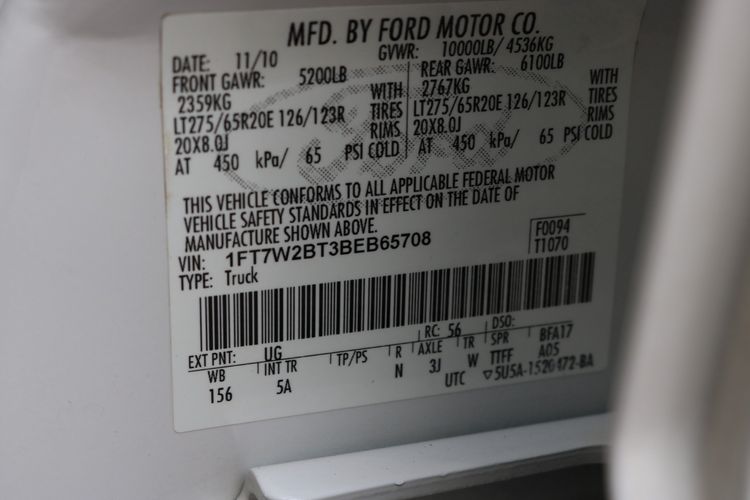 MFD. BY FORD MOTOR CO.
DATE: 11/10 GVWR: 10000LB/ 4536KG
FRONT GAWR: 5200LB REAR GAWR: 6100LB
2359KG WITH 2767KG WITH
LT275/65R20E 126/123R TIRES LT275/65R20E 126/123R TIRES
20X8.0J RIMS 20X8.0J RIMS
AT 450 kPa/ 65 PSI COLD AT 450 kPa/ 65 PSI COLD
THIS VEHICLE CONFORMS TO ALL APPLICABLE FEDERAL MOTOR
VEHICLE SAFETY STANDARDS IN EFFECT ON THE DATE OF
MANUFACTURE SHOWN ABOVE.
VIN: 1FT7W2BT3BEB65708 F0094
TYPE: Truck T1070
EXT PNT: UG RC: 56 DSO:
WB INT TR TP/PS R AXLE TR SPR BFA17
156 5A N 3J W TTFF A05
UTC ▽5U5A-1520472-BA